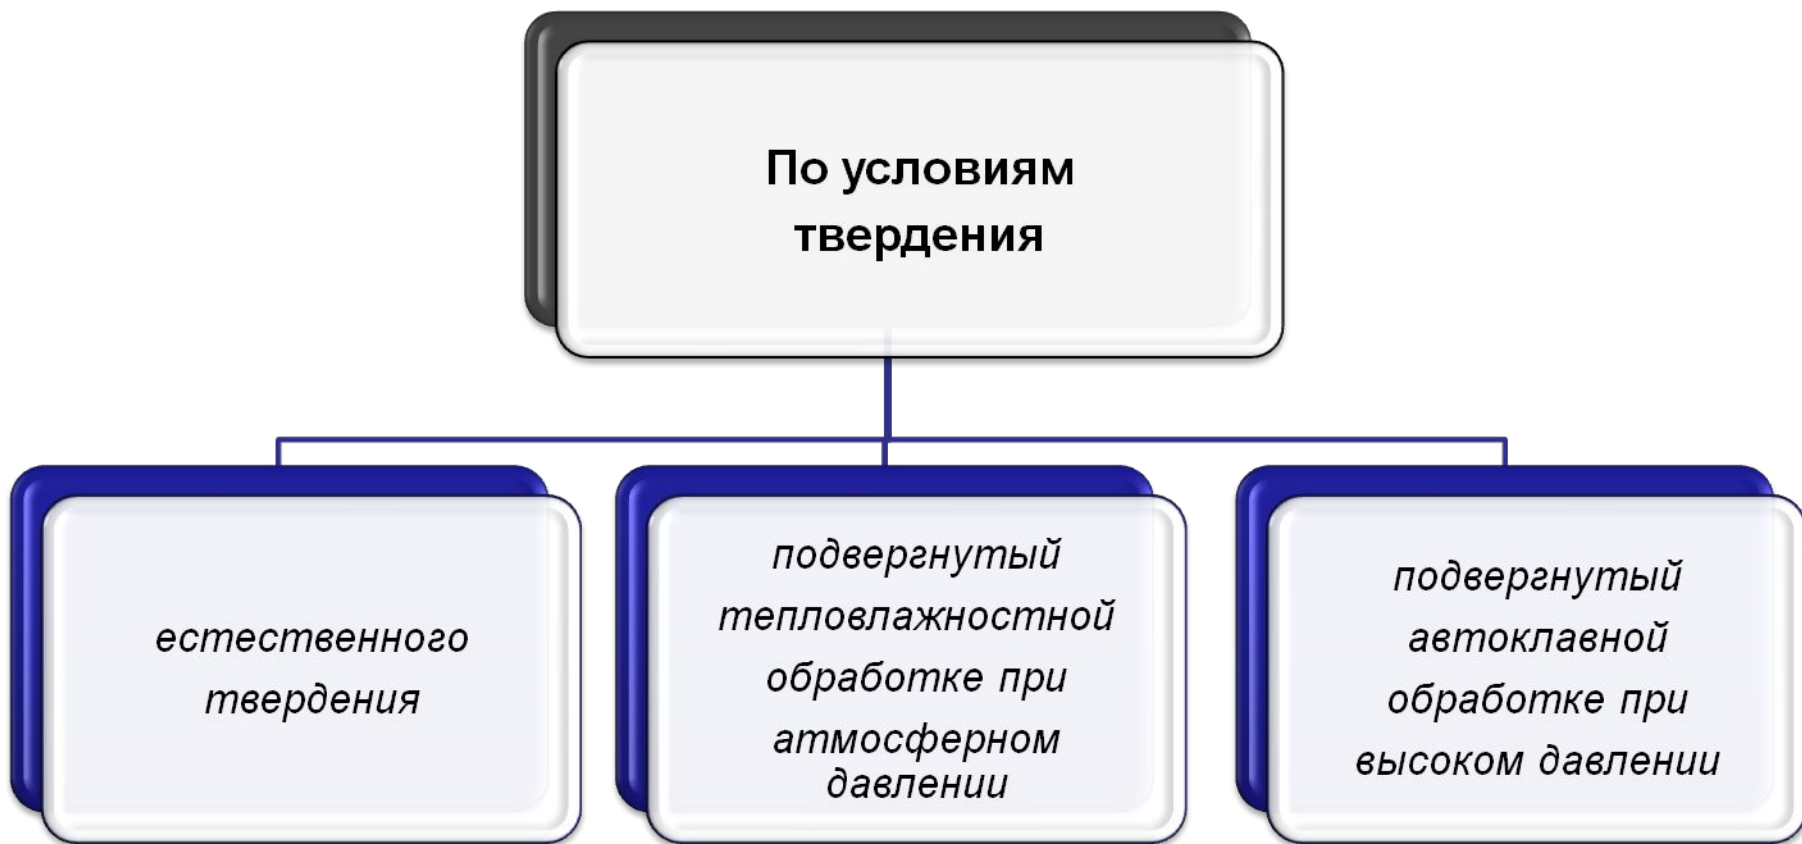 По условиям
твердения
естественного
твердения
подвергнутый
тепловлажностной
обработке при
атмосферном
давлении
подвергнутый
автоклавной
обработке при
высоком давлении